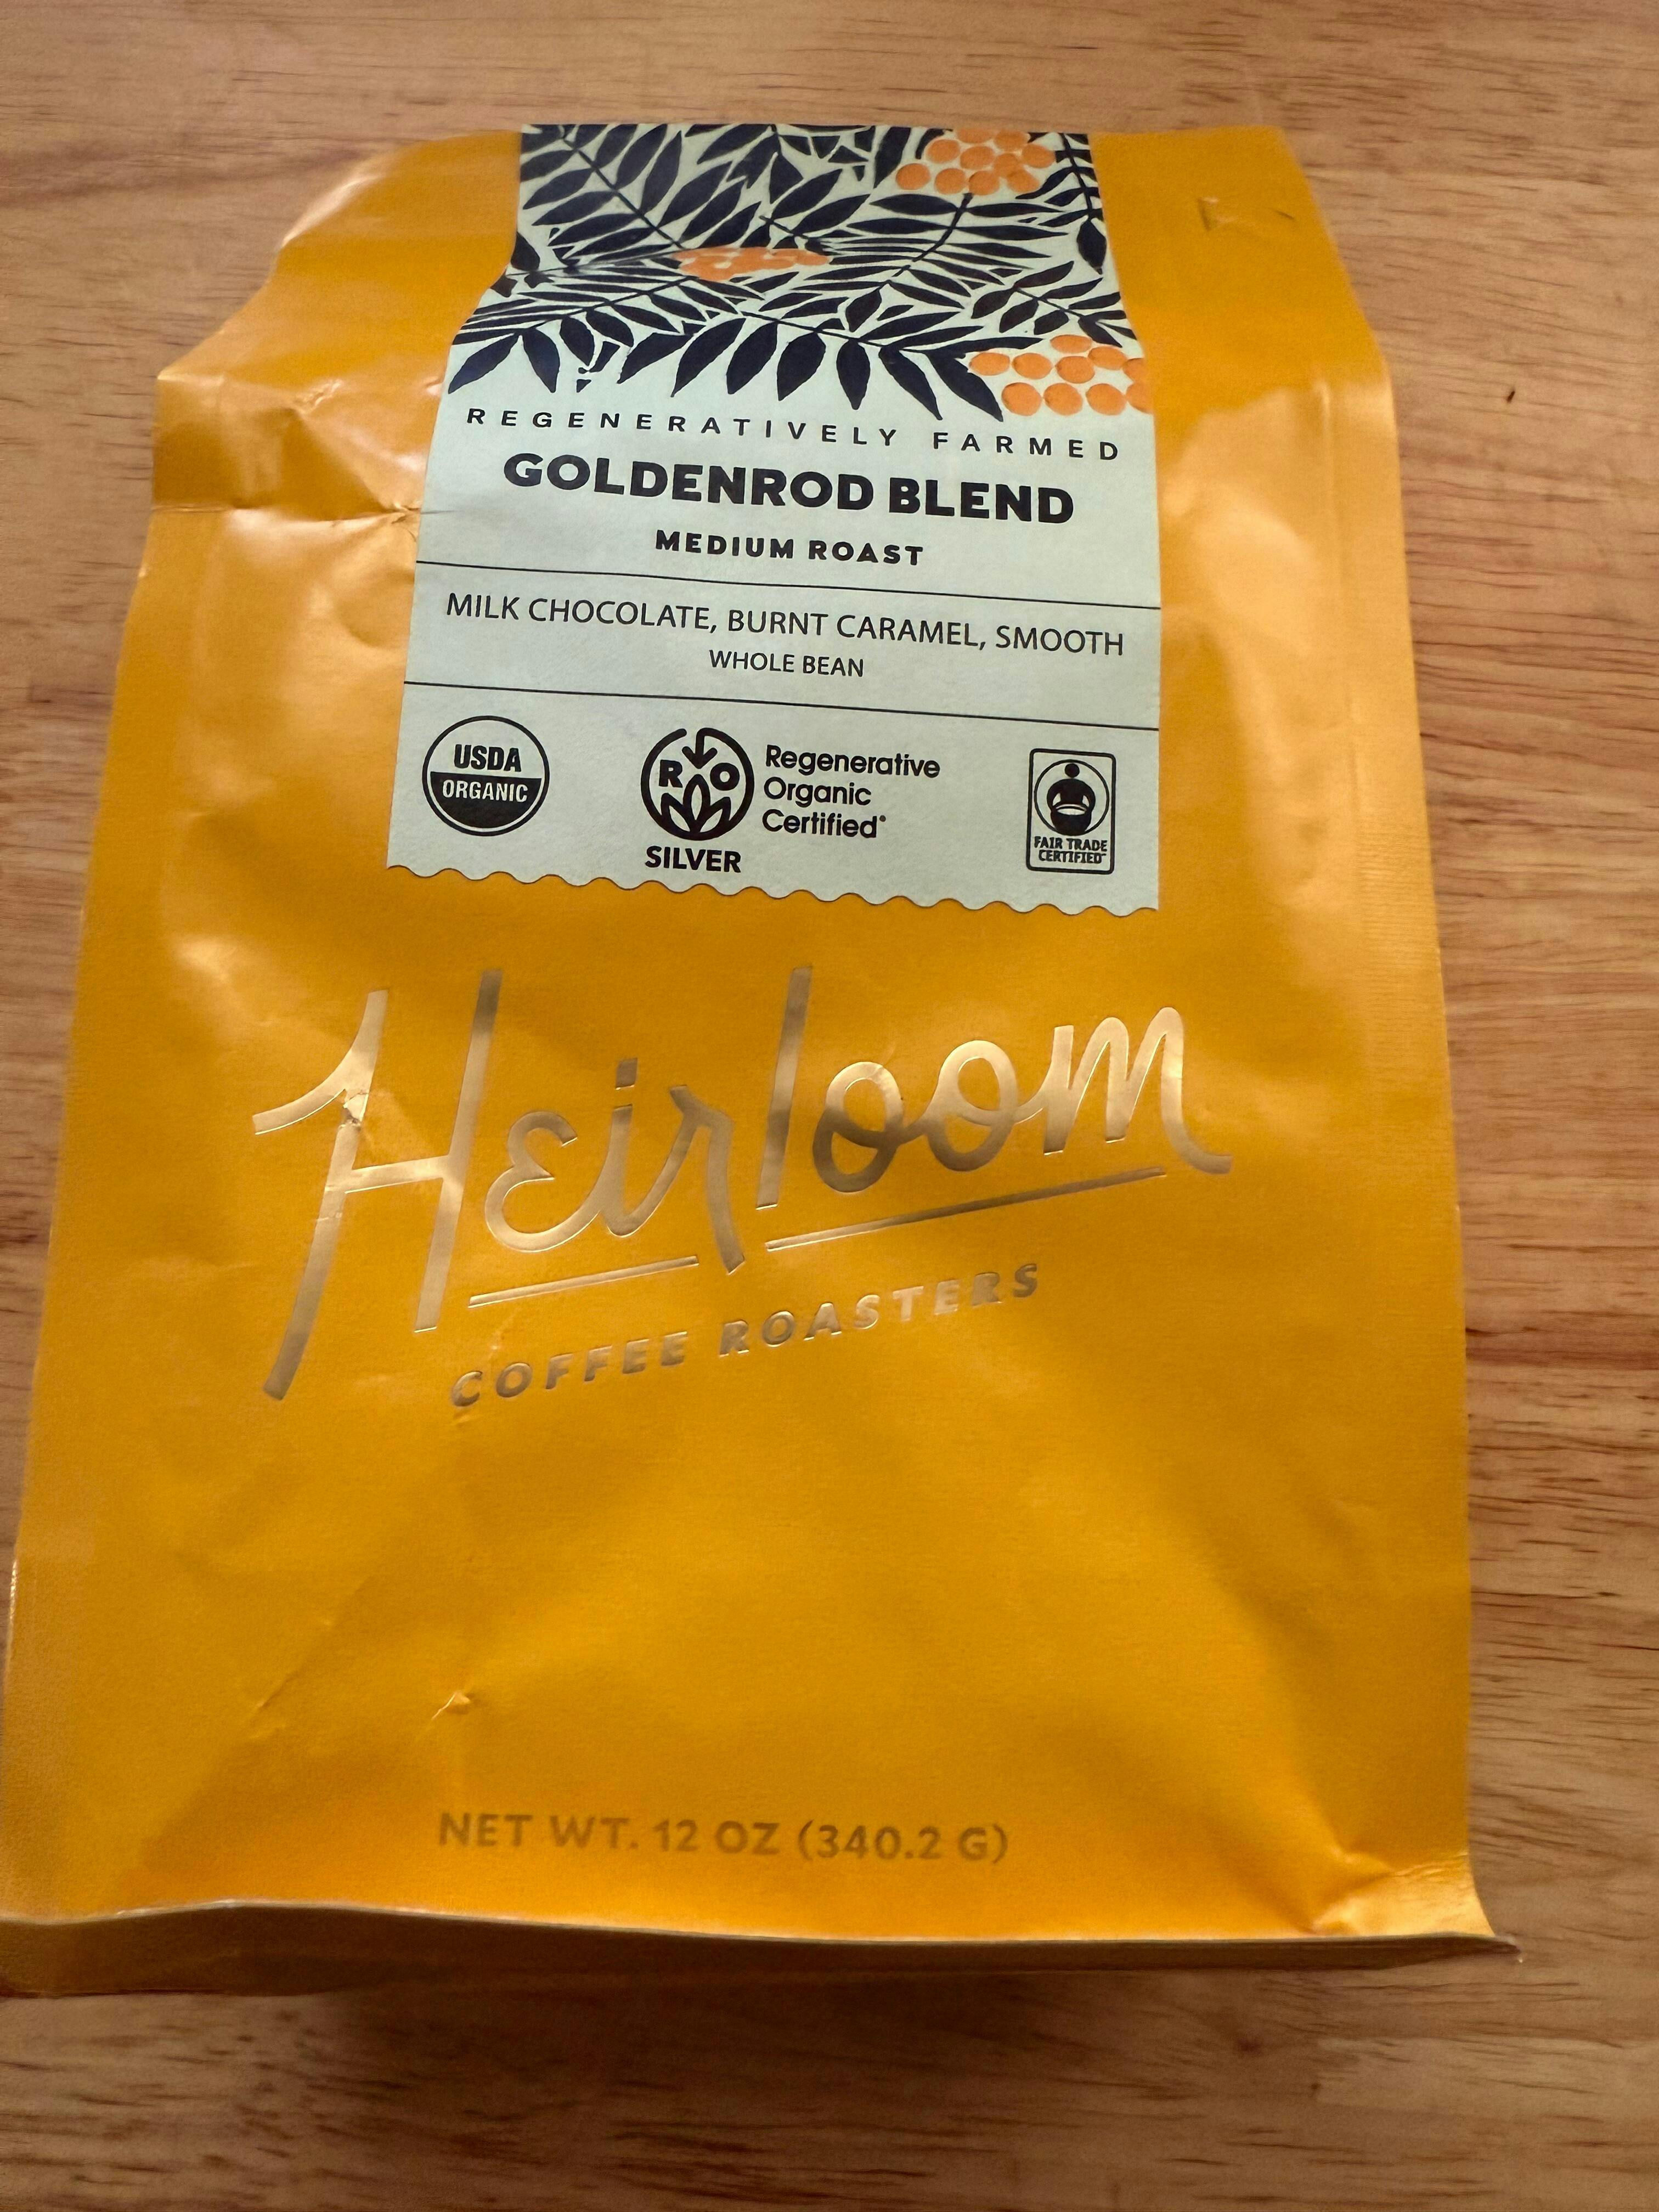 REGENERATIVELY FARMED
GOLDENROD BLEND
MEDIUM ROAST
MILK CHOCOLATE, BURNT CARAMEL, SMOOTH
WHOLE BEAN
USDA
ORGANIC
R O
Regenerative
Organic
Certified®
SILVER
FAIR TRADE
CERTIFIED™
Heirloom
COFFEE ROASTERS
NET WT. 12 OZ (340.2 G)